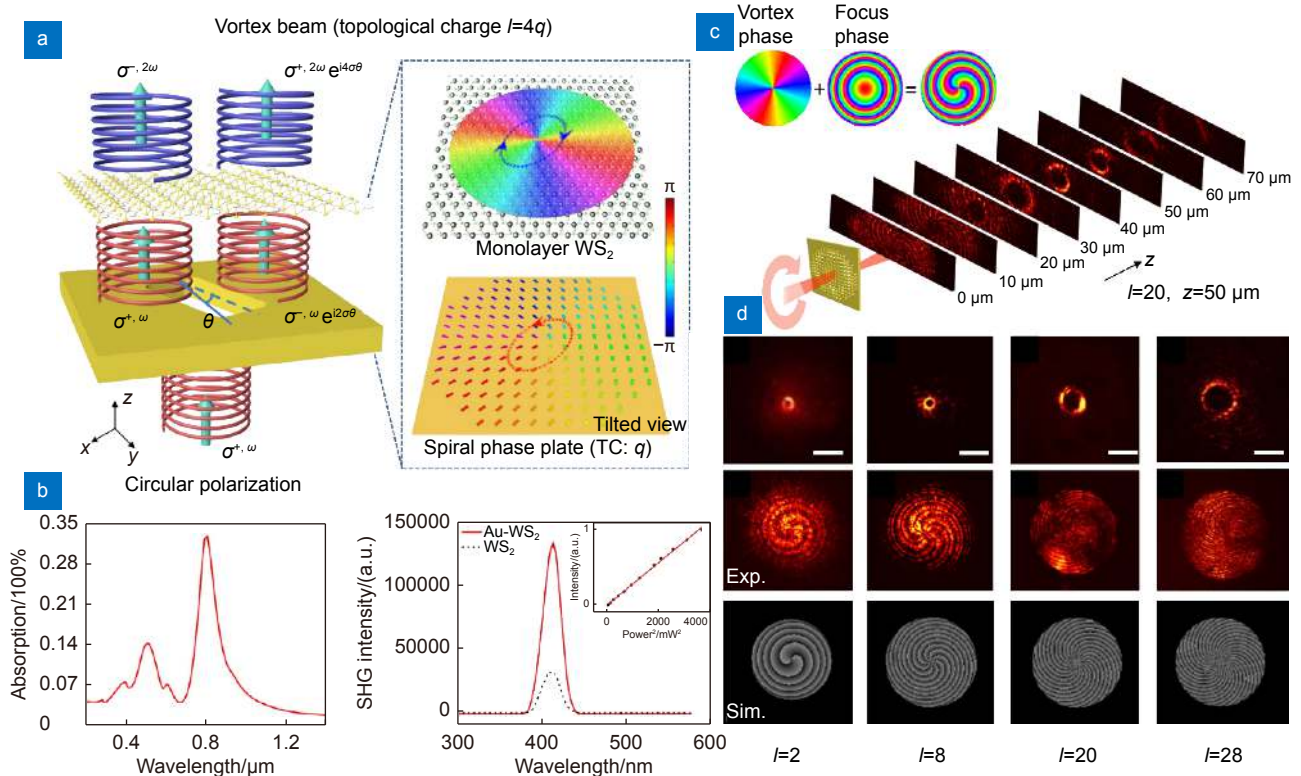 a
Vortex beam (topological charge l=4q)
σ⁻, ²ω
σ⁺, ²ω eⁱ⁴σθ
σ⁺, ω
θ
σ⁻, ω eⁱ²σθ
z
x
y
σ⁺, ω
Circular polarization
Monolayer WS₂
π
−π
Tilted view
Spiral phase plate (TC: q)
b
Absorption/100%
0.35
0.28
0.21
0.14
0.07
0
0.4
0.8
1.2
Wavelength/μm
SHG intensity/(a.u.)
150000
100000
50000
0
300
400
500
600
Wavelength/nm
Au-WS₂
WS₂
Intensity/(a.u.)
1
0
0
2000
4000
Power²/mW²
c
Vortex
phase
Focus
phase
+
=
0 μm
10 μm
20 μm
30 μm
40 μm
50 μm
60 μm
70 μm
z
l=20, z=50 μm
d
Exp.
Sim.
l=2
l=8
l=20
l=28